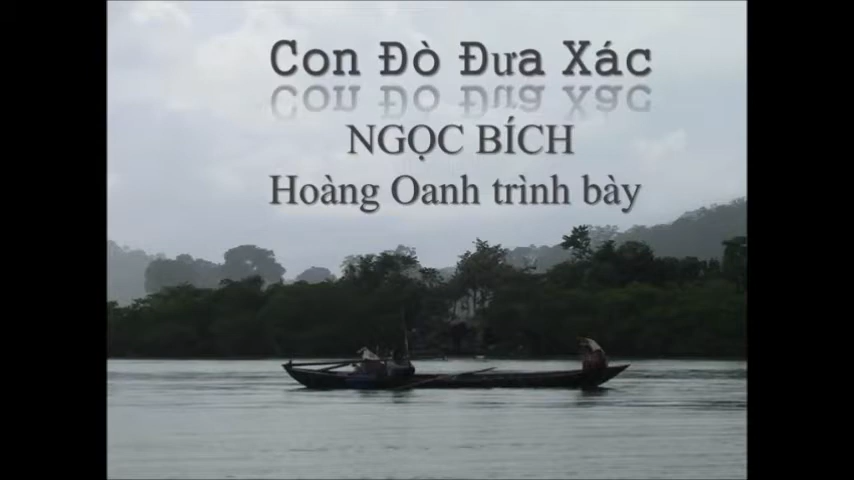 Con Đò Đưa Xác
NGỌC BÍCH
Hoàng Oanh trình bày